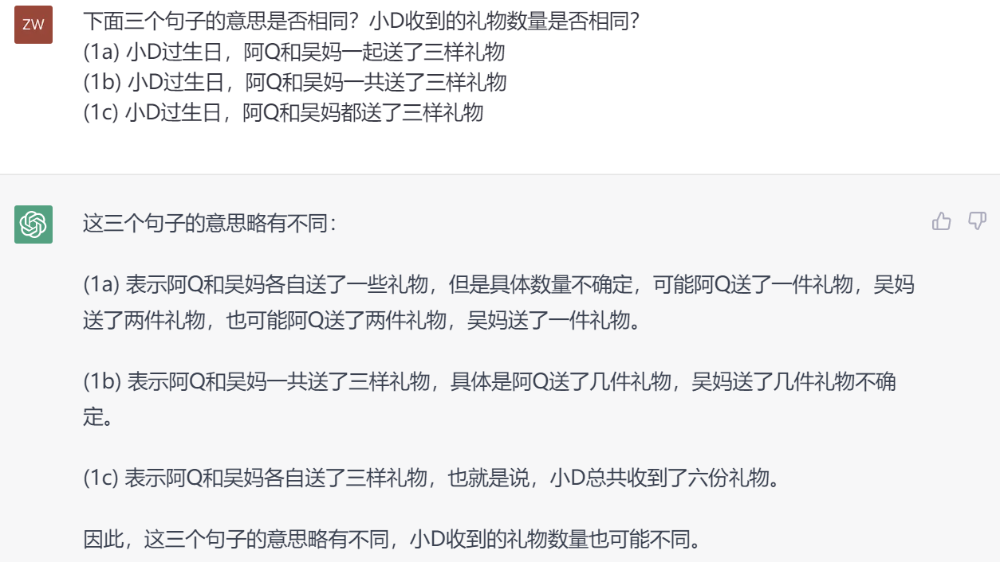 ZW
下面三个句子的意思是否相同？小D收到的礼物数量是否相同？
(1a) 小D过生日，阿Q和吴妈一起送了三样礼物
(1b) 小D过生日，阿Q和吴妈一共送了三样礼物
(1c) 小D过生日，阿Q和吴妈都送了三样礼物
这三个句子的意思略有不同：
(1a) 表示阿Q和吴妈各自送了一些礼物，但是具体数量不确定，可能阿Q送了一件礼物，吴妈
送了两件礼物，也可能阿Q送了两件礼物，吴妈送了一件礼物。
(1b) 表示阿Q和吴妈一共送了三样礼物，具体是阿Q送了几件礼物，吴妈送了几件礼物不确
定。
(1c) 表示阿Q和吴妈各自送了三样礼物，也就是说，小D总共收到了六份礼物。
因此，这三个句子的意思略有不同，小D收到的礼物数量也可能不同。